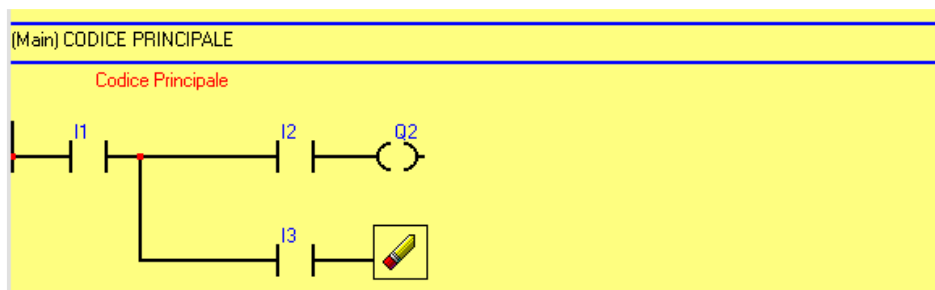 (Main) CODICE PRINCIPALE
Codice Principale
I1 I2 Q2
I3